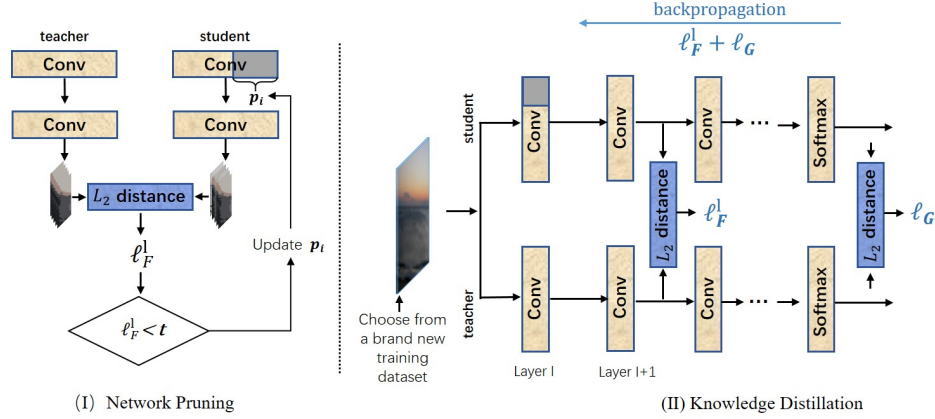 teacher
student
Conv
Conv
p_i
Conv
Conv
L_2 distance
ℓ_F^l
Update p_i
ℓ_F^l < t
(I) Network Pruning
backpropagation
ℓ_F^l + ℓ_G
student
Conv
Conv
Conv
...
Softmax
L_2 distance
ℓ_F^l
L_2 distance
ℓ_G
teacher
Conv
Conv
Conv
...
Softmax
Choose from
a brand new
training
dataset
Layer l
Layer l+1
(II) Knowledge Distillation